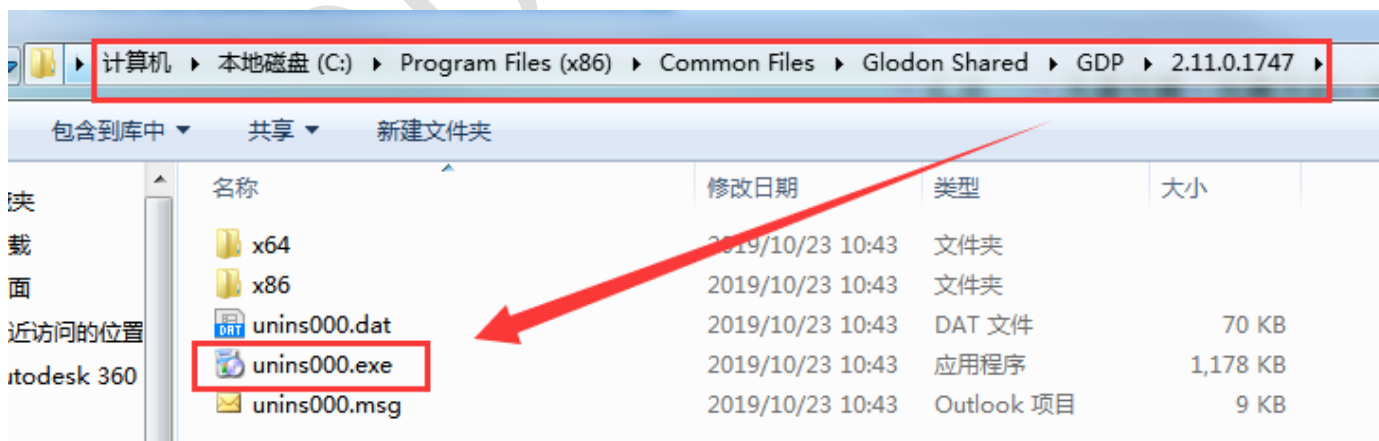 计算机 ▸ 本地磁盘 (C:) ▸ Program Files (x86) ▸ Common Files ▸ Glodon Shared ▸ GDP ▸ 2.11.0.1747 ▸
包含到库中 ▼ 共享 ▼ 新建文件夹
名称 修改日期 类型 大小
夹
x64 2019/10/23 10:43 文件夹
载
x86 2019/10/23 10:43 文件夹
面
unins000.dat 2019/10/23 10:43 DAT 文件 70 KB
近访问的位置
unins000.exe 2019/10/23 10:43 应用程序 1,178 KB
utodesk 360
unins000.msg 2019/10/23 10:43 Outlook 项目 9 KB